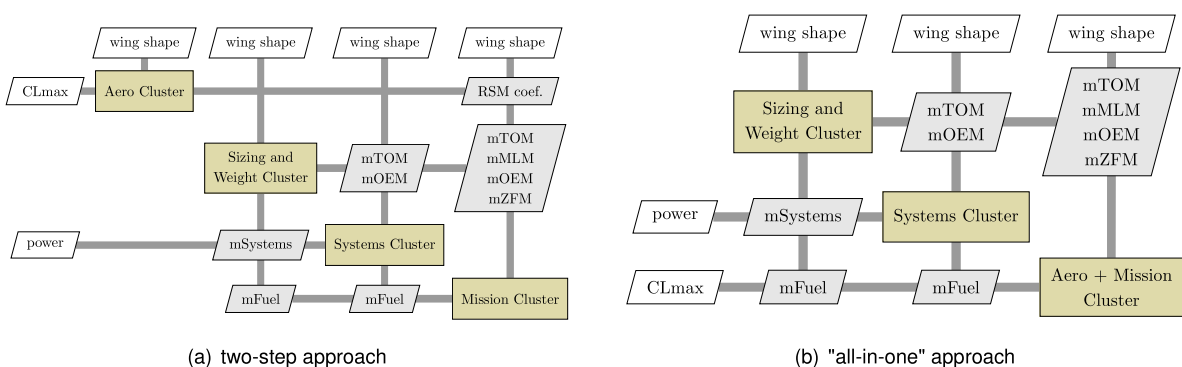 wing shape
wing shape
wing shape
wing shape
CLmax
Aero Cluster
RSM coef.
Sizing and
Weight Cluster
mTOM
mOEM
mTOM
mMLM
mOEM
mZFM
power
mSystems
Systems Cluster
mFuel
mFuel
Mission Cluster
(a) two-step approach
wing shape
wing shape
wing shape
Sizing and
Weight Cluster
mTOM
mOEM
mTOM
mMLM
mOEM
mZFM
power
mSystems
Systems Cluster
CLmax
mFuel
mFuel
Aero + Mission
Cluster
(b) "all-in-one" approach